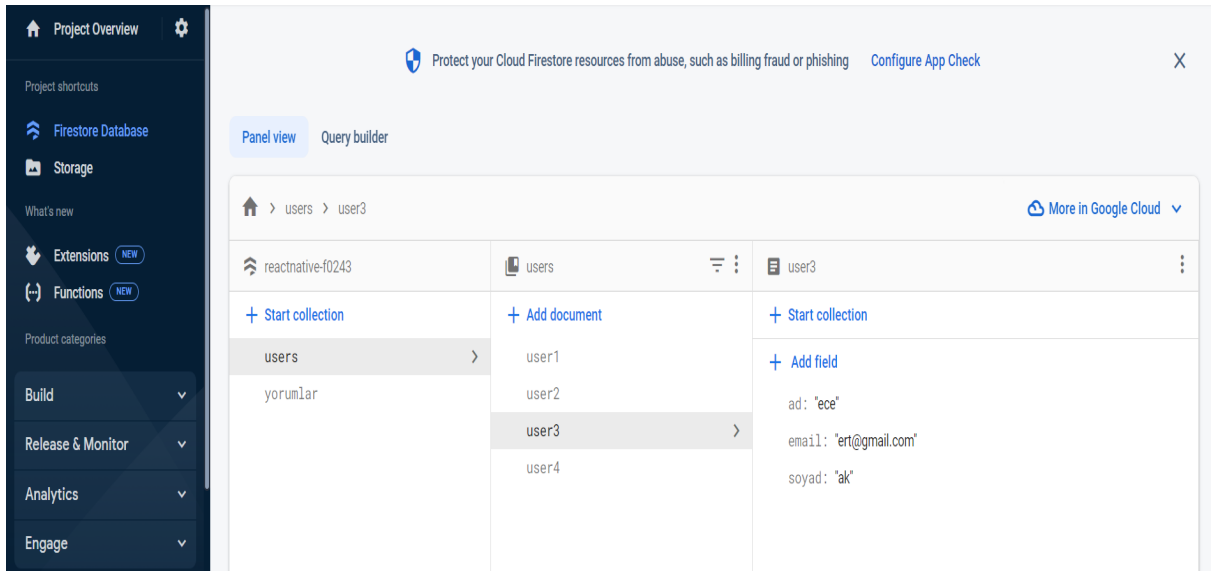 Project Overview
Project shortcuts
Firestore Database
Storage
What's new
Extensions NEW
Functions NEW
Product categories
Build
Release & Monitor
Analytics
Engage
Protect your Cloud Firestore resources from abuse, such as billing fraud or phishing Configure App Check
Panel view Query builder
users > user3 More in Google Cloud
reactnative-f0243
+ Start collection
users
yorumlar
users
+ Add document
user1
user2
user3
user4
user3
+ Start collection
+ Add field
ad: "ece"
email: "ert@gmail.com"
soyad: "ak"